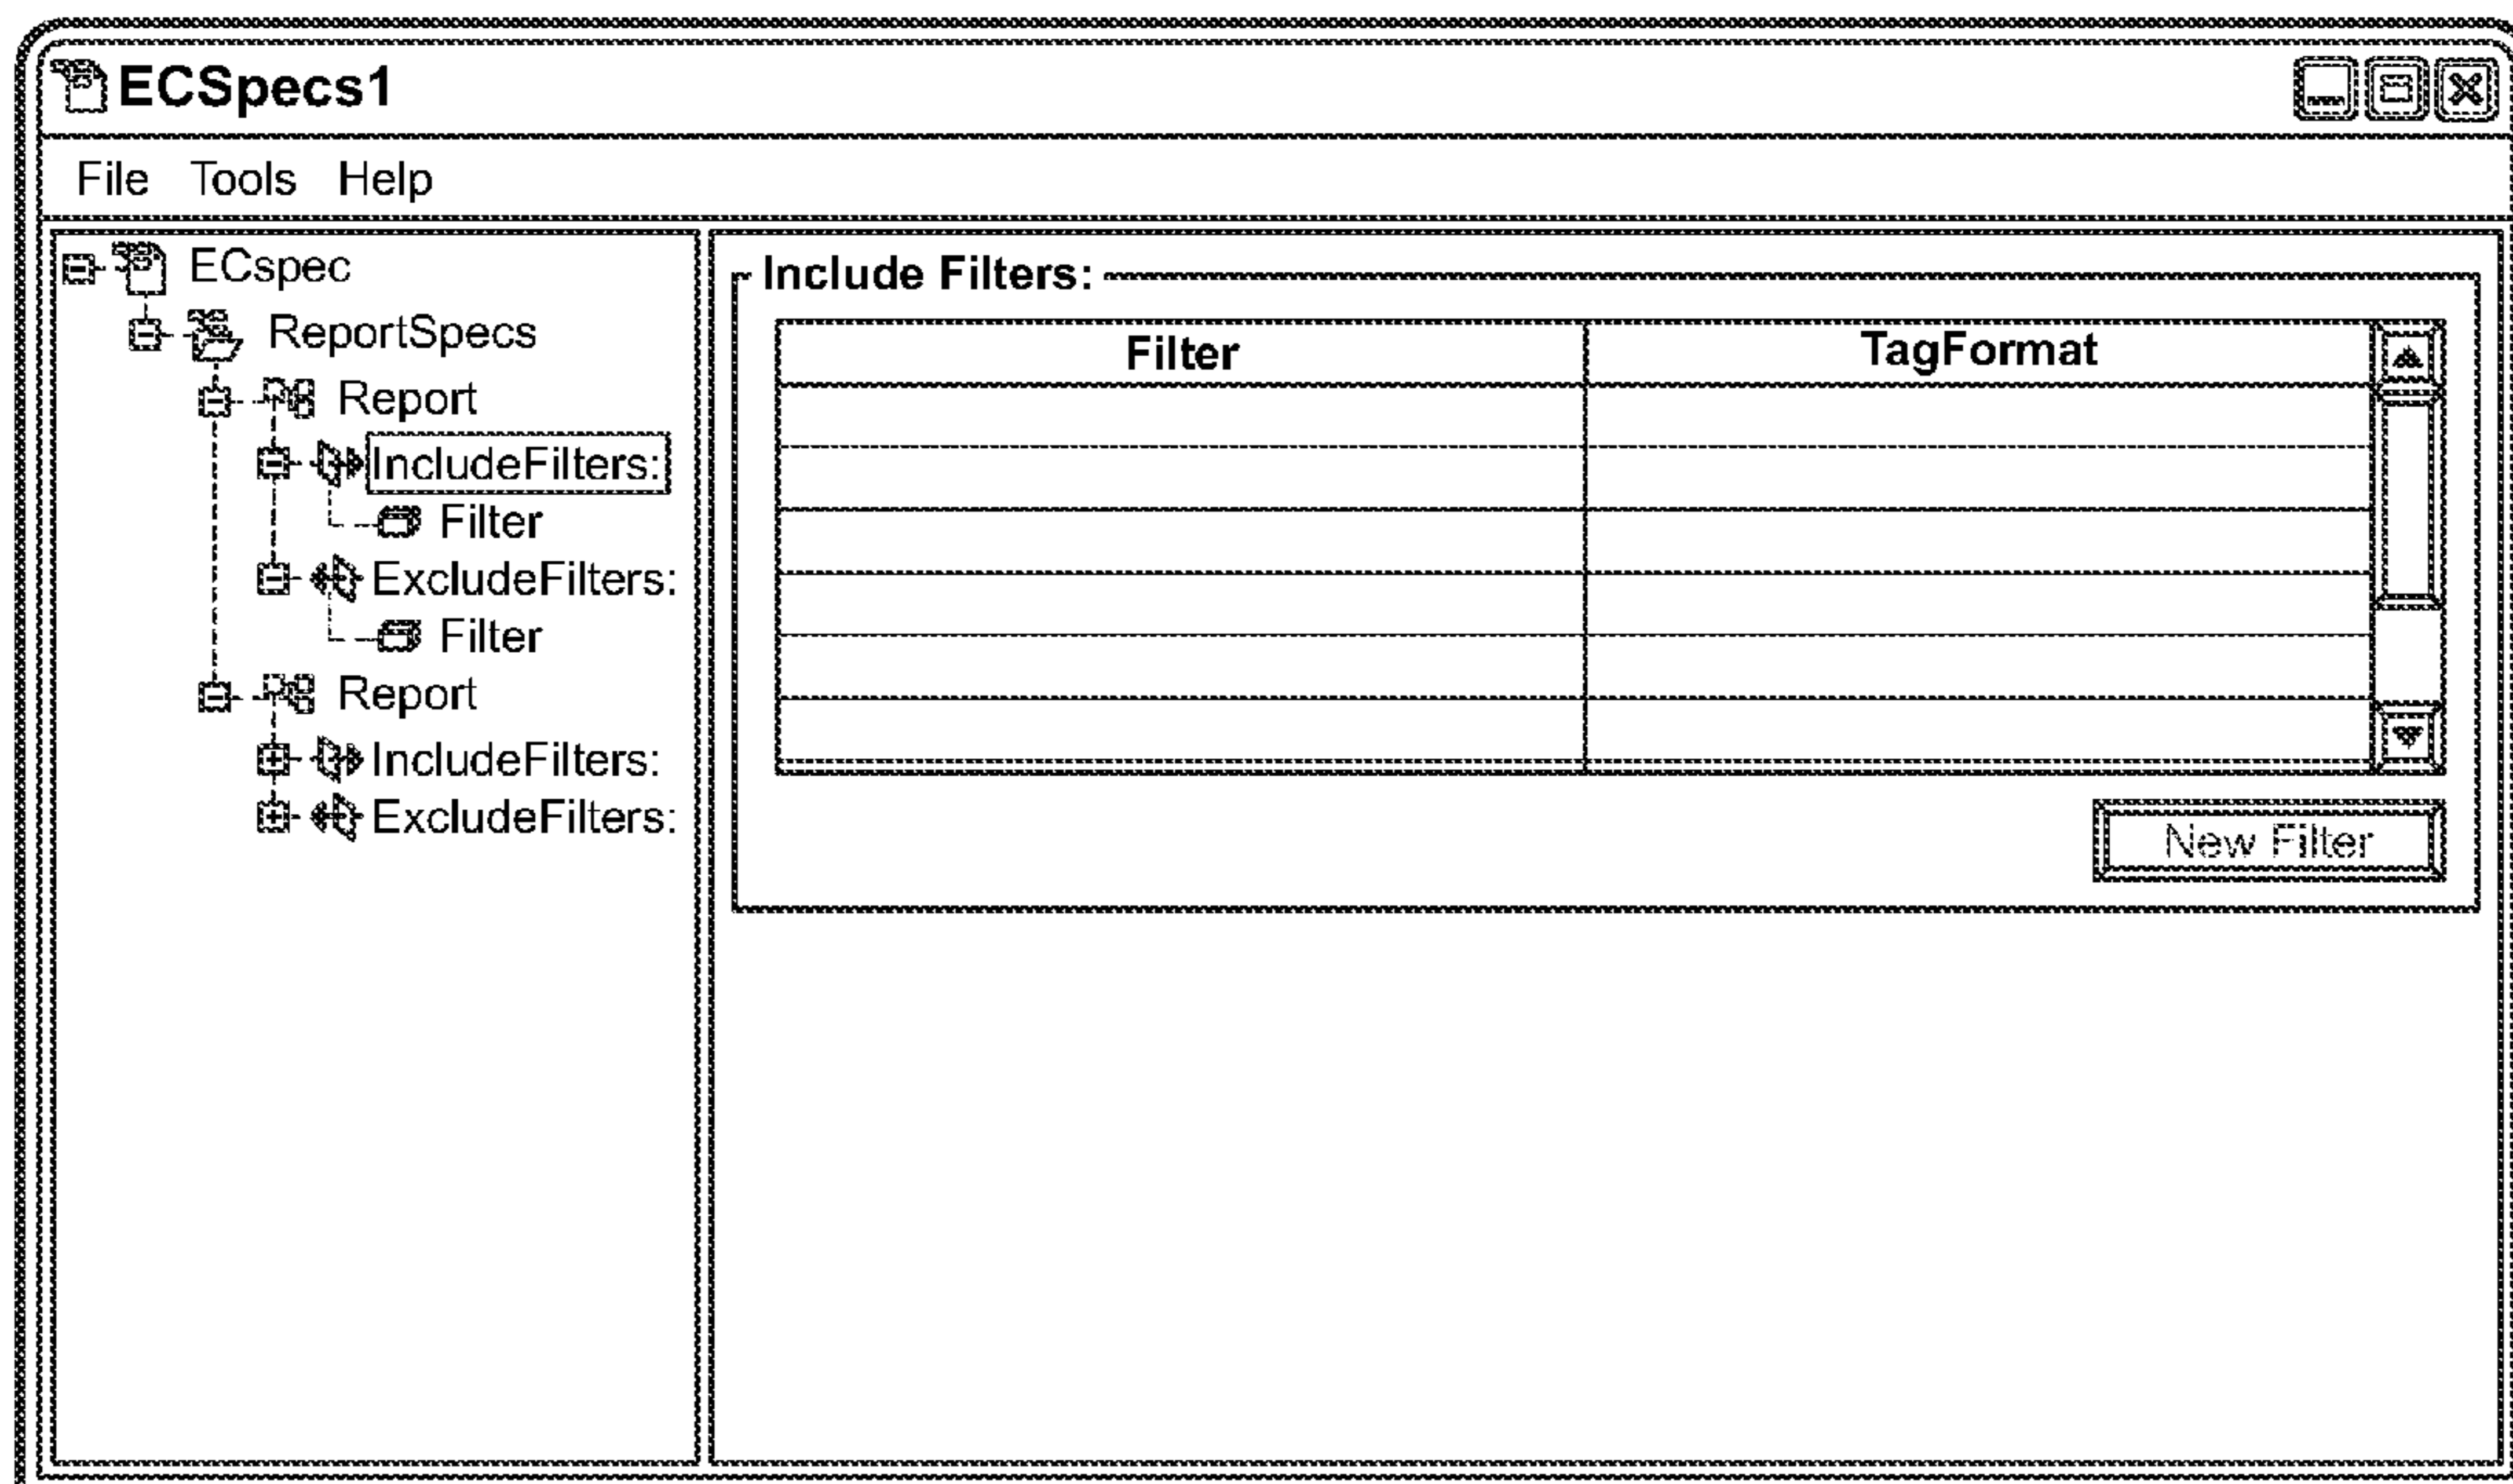 ECSpecs1
File Tools Help
ECspec
ReportSpecs
Report
IncludeFilters:
Filter
ExcludeFilters:
Filter
Report
IncludeFilters:
ExcludeFilters:
Include Filters:
Filter TagFormat
New Filter